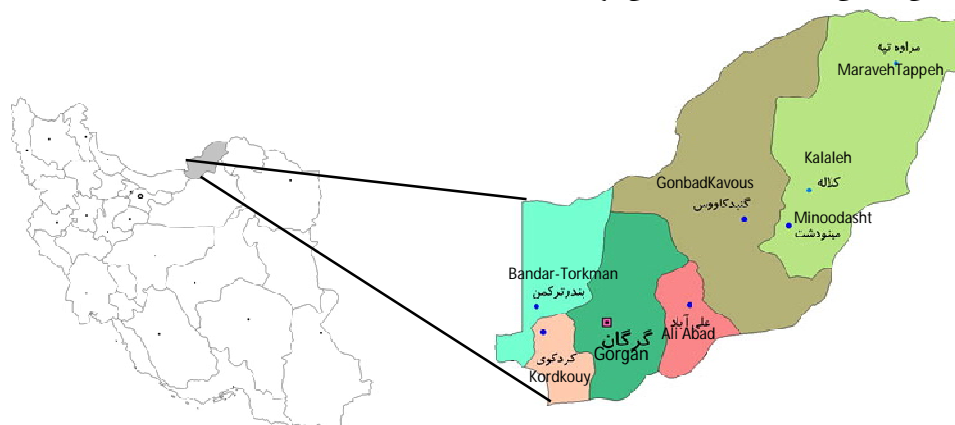 مراوه تپه
MaravehTappeh
Kalaleh
کلاله
GonbadKavous
گنبدکاووس
Minoodasht
مینودشت
Bandar-Torkman
بندرترکمن
علی آباد
Ali Abad
گرگان
Gorgan
کردکوی
Kordkouy